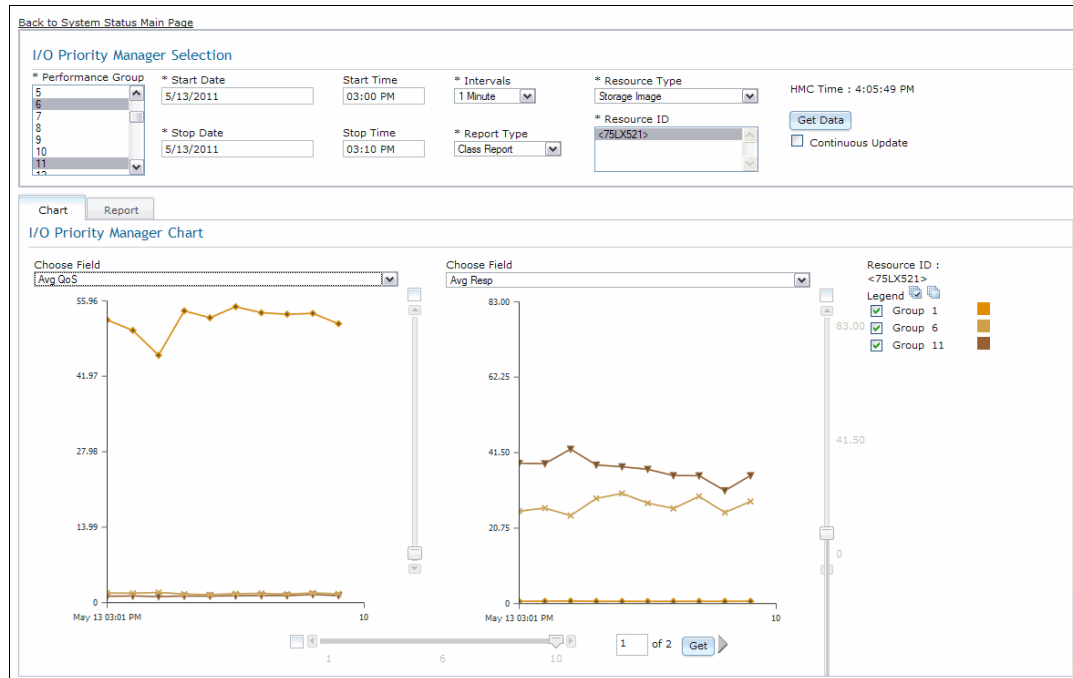 Back to System Status Main Page
I/O Priority Manager Selection
* Performance Group
5
6
7
8
9
10
11
* Start Date
5/13/2011
Start Time
03:00 PM
* Intervals
1 Minute
* Resource Type
Storage Image
HMC Time : 4:05:49 PM
* Stop Date
5/13/2011
Stop Time
03:10 PM
* Report Type
Class Report
* Resource ID
<75LX521>
Get Data
Continuous Update
Chart
Report
I/O Priority Manager Chart
Choose Field
Avg QoS
55.96
41.97
27.98
13.99
0
May 13 03:01 PM
10
Choose Field
Avg Resp
83.00
62.25
41.50
20.75
0
May 13 03:01 PM
10
83.00
41.50
0
Resource ID :
<75LX521>
Legend
Group 1
Group 6
Group 11
1
6
10
1 of 2 Get